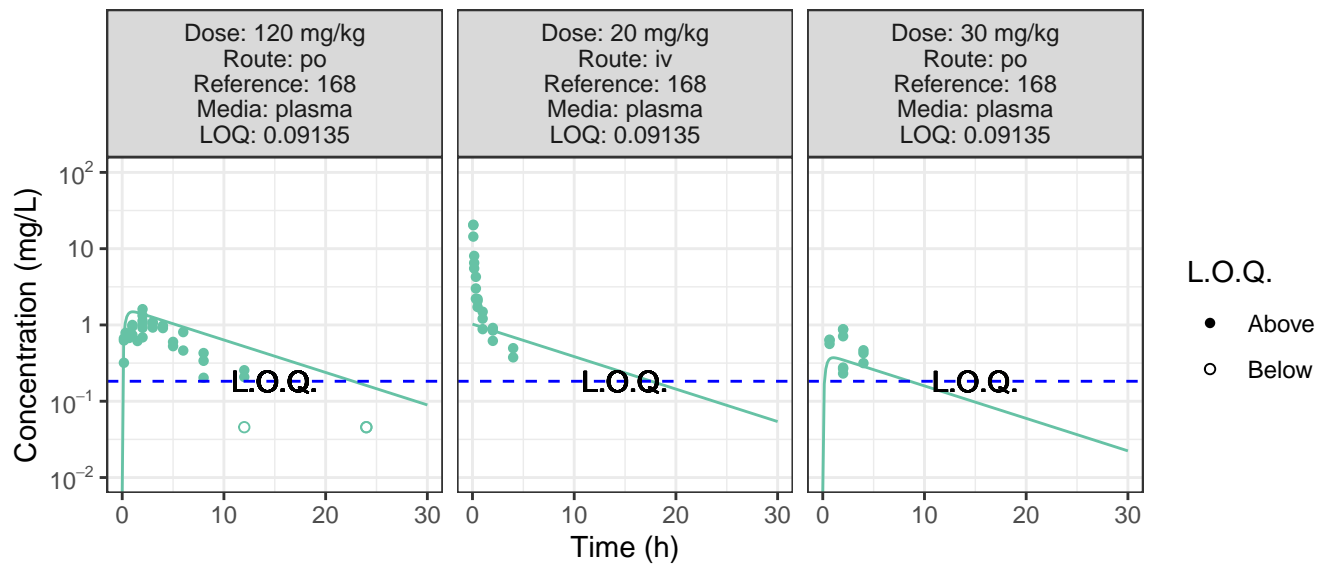 Dose: 120 mg/kg
Route: po
Reference: 168
Media: plasma
LOQ: 0.09135
Dose: 20 mg/kg
Route: iv
Reference: 168
Media: plasma
LOQ: 0.09135
Dose: 30 mg/kg
Route: po
Reference: 168
Media: plasma
LOQ: 0.09135
Concentration (mg/L)
10²
10
1
10⁻¹
10⁻²
L.O.Q.
L.O.Q.
L.O.Q.
0 10 20 30
0 10 20 30
0 10 20 30
Time (h)
L.O.Q.
Above
Below